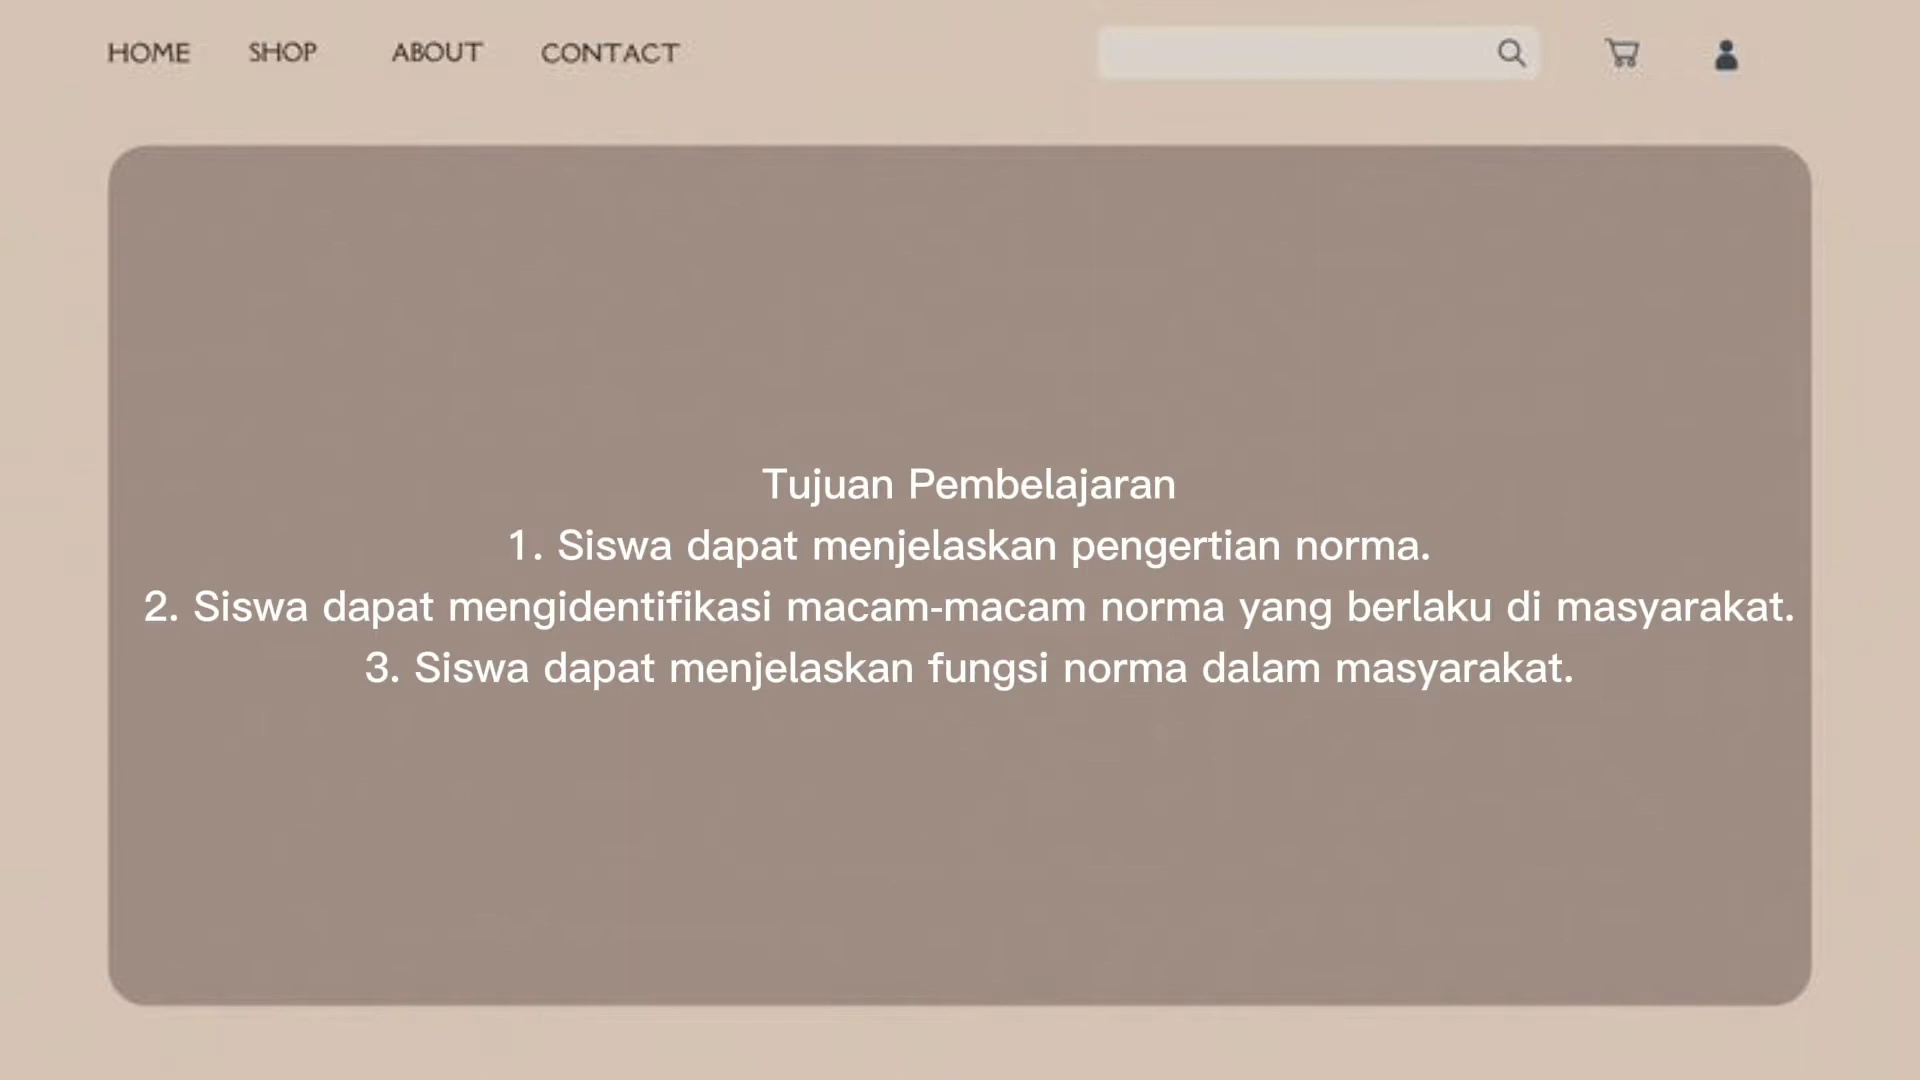 HOME SHOP ABOUT CONTACT
Tujuan Pembelajaran
1. Siswa dapat menjelaskan pengertian norma.
2. Siswa dapat mengidentifikasi macam-macam norma yang berlaku di masyarakat.
3. Siswa dapat menjelaskan fungsi norma dalam masyarakat.